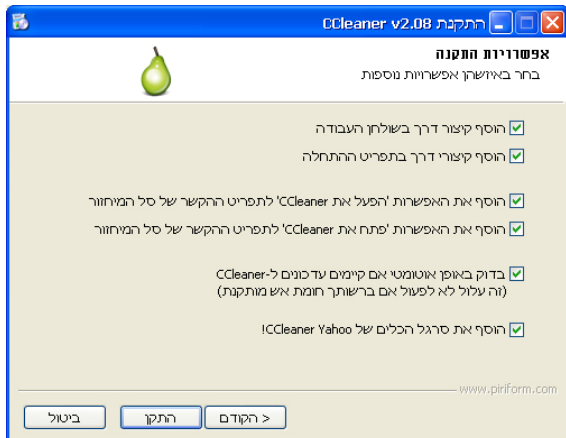 התקנת CCleaner v2.08
אפשרויות התקנה
בחר באיזשהן אפשרויות נוספות
הוסף קיצור דרך בשולחן העבודה
הוסף קיצורי דרך בתפריט ההתחלה
הוסף את האפשרות 'הפעל את CCleaner' לתפריט ההקשר של סל המיחזור
הוסף את האפשרות 'פתח את CCleaner' לתפריט ההקשר של סל המיחזור
בדוק באופן אוטומטי אם קיימים עדכונים ל-CCleaner
(זה עלול לא לפעול אם ברשותך חומת אש מותקנת)
הוסף את סרגל הכלים של CCleaner Yahoo!
www.piriform.com
< הקודם
התקן
ביטול